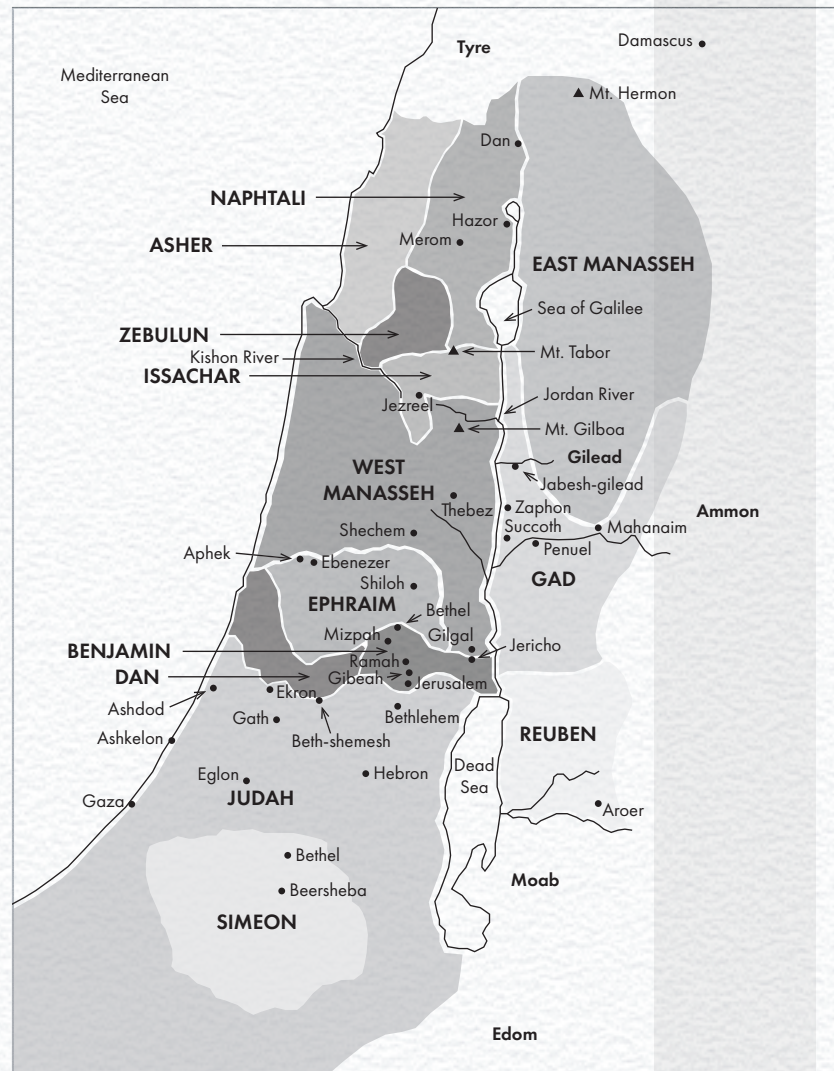 Tyre
Damascus
Mediterranean
Sea
Mt. Hermon
Dan
NAPHTALI
Hazor
ASHER
Merom
EAST MANASSEH
Sea of Galilee
ZEBULUN
Kishon River
Mt. Tabor
ISSACHAR
Jordan River
Jezreel
Mt. Gilboa
Gilead
WEST
MANASSEH
Jabesh-gilead
Thebez
Zaphon
Ammon
Succoth
Mahanaim
Shechem
Penuel
Aphek
Ebenezer
Shiloh
GAD
EPHRAIM
Bethel
Mizpah
Gilgal
Jericho
BENJAMIN
Ramah
DAN
Gibeah
Jerusalem
Ekron
Ashdod
Gath
Bethlehem
Beth-shemesh
REUBEN
Ashkelon
Dead
Sea
Eglon
Hebron
JUDAH
Gaza
Aroer
Bethel
Moab
Beersheba
SIMEON
Edom